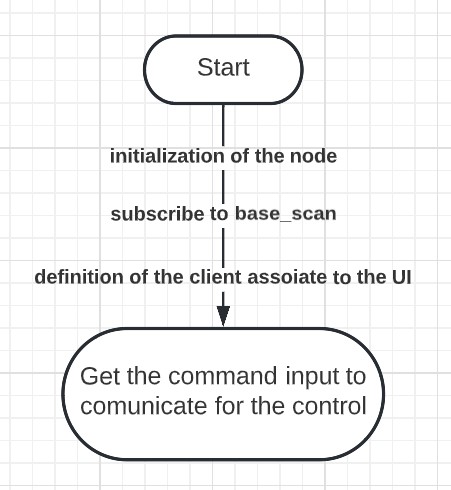 Start
initialization of the node
subscribe to base_scan
definition of the client assoiate to the UI
Get the command input to
comunicate for the control